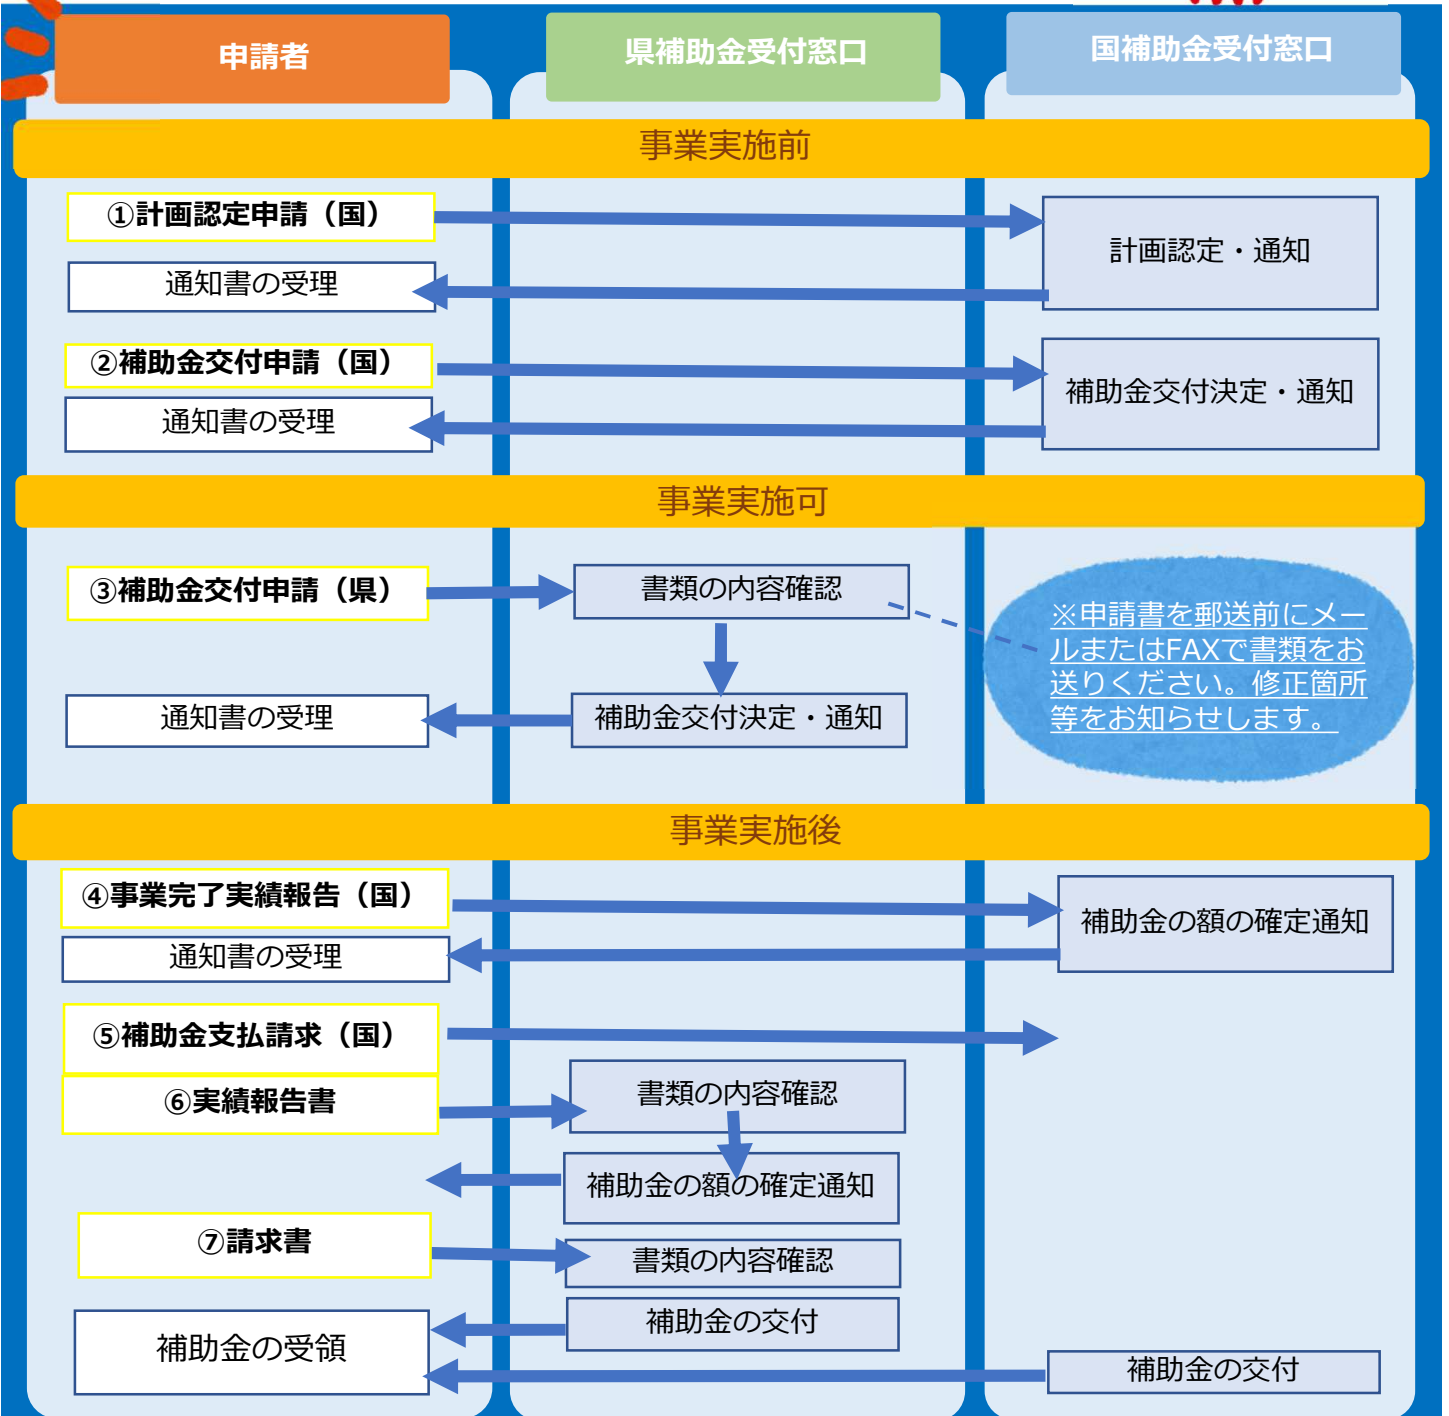 申請者
県補助金受付窓口
国補助金受付窓口
事業実施前
①計画認定申請（国）
計画認定・通知
通知書の受理
②補助金交付申請（国）
補助金交付決定・通知
通知書の受理
事業実施可
③補助金交付申請（県）
書類の内容確認
※申請書を郵送前にメー
ルまたはFAXで書類をお
送りください。修正箇所
等をお知らせします。
通知書の受理
補助金交付決定・通知
事業実施後
④事業完了実績報告（国）
補助金の額の確定通知
通知書の受理
⑤補助金支払請求（国）
⑥実績報告書
書類の内容確認
補助金の額の確定通知
⑦請求書
書類の内容確認
補助金の交付
補助金の受領
補助金の交付